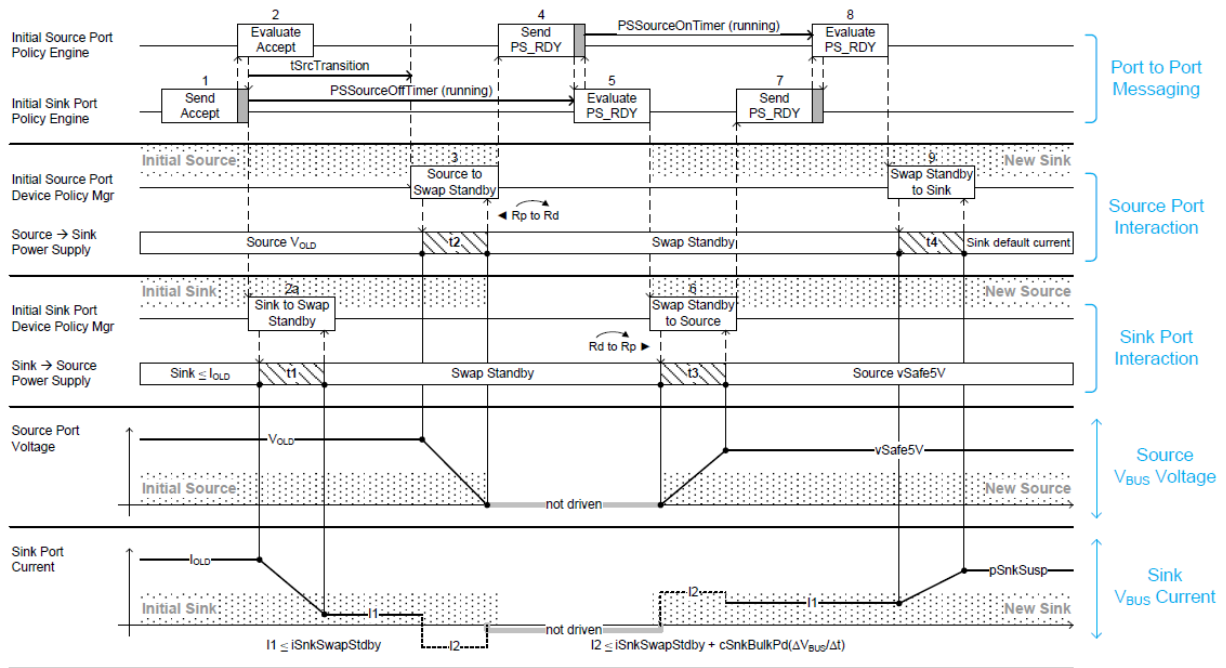 2
4
8
Initial Source Port
Policy Engine
Evaluate
Accept
Send
PS_RDY
PSSourceOnTimer (running)
Evaluate
PS_RDY
tSrcTransition
1
5
7
Port to Port
Messaging
Initial Sink Port
Policy Engine
Send
Accept
PSSourceOffTimer (running)
Evaluate
PS_RDY
Send
PS_RDY
Initial Source
3
9
New Sink
Initial Source Port
Device Policy Mgr
Source to
Swap Standby
Swap Standby
to Sink
◄ Rp to Rd
Source Port
Interaction
Source → Sink
Power Supply
Source VOLD
t2
Swap Standby
t4
Sink default current
Initial Sink
2a
6
New Source
Initial Sink Port
Device Policy Mgr
Sink to Swap
Standby
Swap Standby
to Source
Rd to Rp ►
Sink Port
Interaction
Sink → Source
Power Supply
Sink ≤ IOLD
t1
Swap Standby
t3
Source vSafe5V
Source Port
Voltage
VOLD
vSafe5V
Initial Source
New Source
not driven
Source
VBUS Voltage
Sink Port
Current
IOLD
pSnkSusp
I2
I1
I1
Initial Sink
New Sink
not driven
I2
I1 ≤ iSnkSwapStdby
I2 ≤ iSnkSwapStdby + cSnkBulkPd(ΔVBUS/Δt)
Sink
VBUS Current